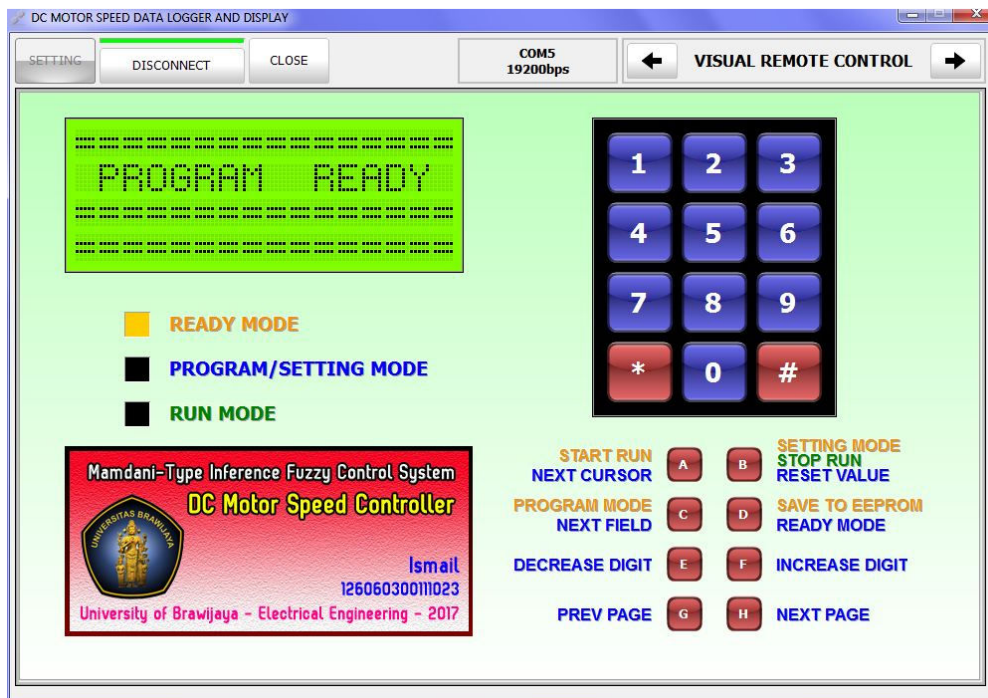 DC MOTOR SPEED DATA LOGGER AND DISPLAY
SETTING
DISCONNECT
CLOSE
COM5
19200bps
VISUAL REMOTE CONTROL
====================
PROGRAM READY
====================
====================
1 2 3
4 5 6
7 8 9
* 0 #
READY MODE
PROGRAM/SETTING MODE
RUN MODE
Mamdani-Type Inference Fuzzy Control System
DC Motor Speed Controller
UNIVERSITAS BRAWIJAYA
Ismail
126060300111023
University of Brawijaya - Electrical Engineering - 2017
START RUN
NEXT CURSOR
A
B
SETTING MODE
STOP RUN
RESET VALUE
PROGRAM MODE
NEXT FIELD
C
D
SAVE TO EEPROM
READY MODE
DECREASE DIGIT
E
F
INCREASE DIGIT
PREV PAGE
G
H
NEXT PAGE